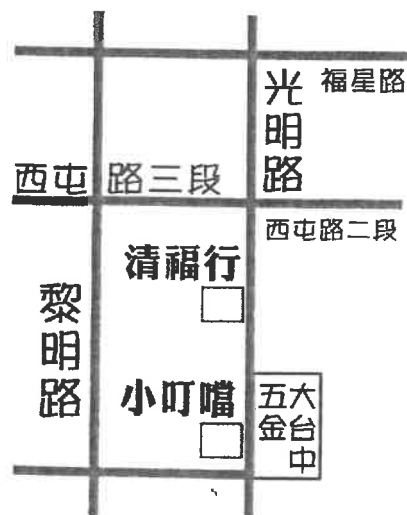 福星路
光明路
西屯路三段
西屯路二段
清福行
黎明路
小叮噹
大台中
五金